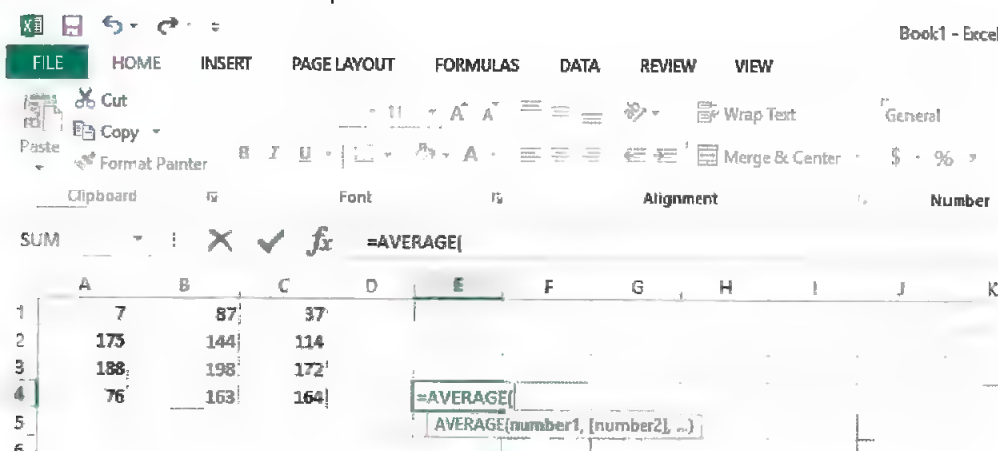 Book1 - Excel
FILE HOME INSERT PAGE LAYOUT FORMULAS DATA REVIEW VIEW
Cut
Copy
Paste
Format Painter
11 A A
Wrap Text
General
B I U A
Merge & Center
$ %
Clipboard Font Alignment Number
SUM fx =AVERAGE(
A B C D E F G H I J K
1 7 87 37
2 175 144 114
3 188 198 172
4 76 163 164 =AVERAGE(
5 AVERAGE(number1, [number2], ...)
6